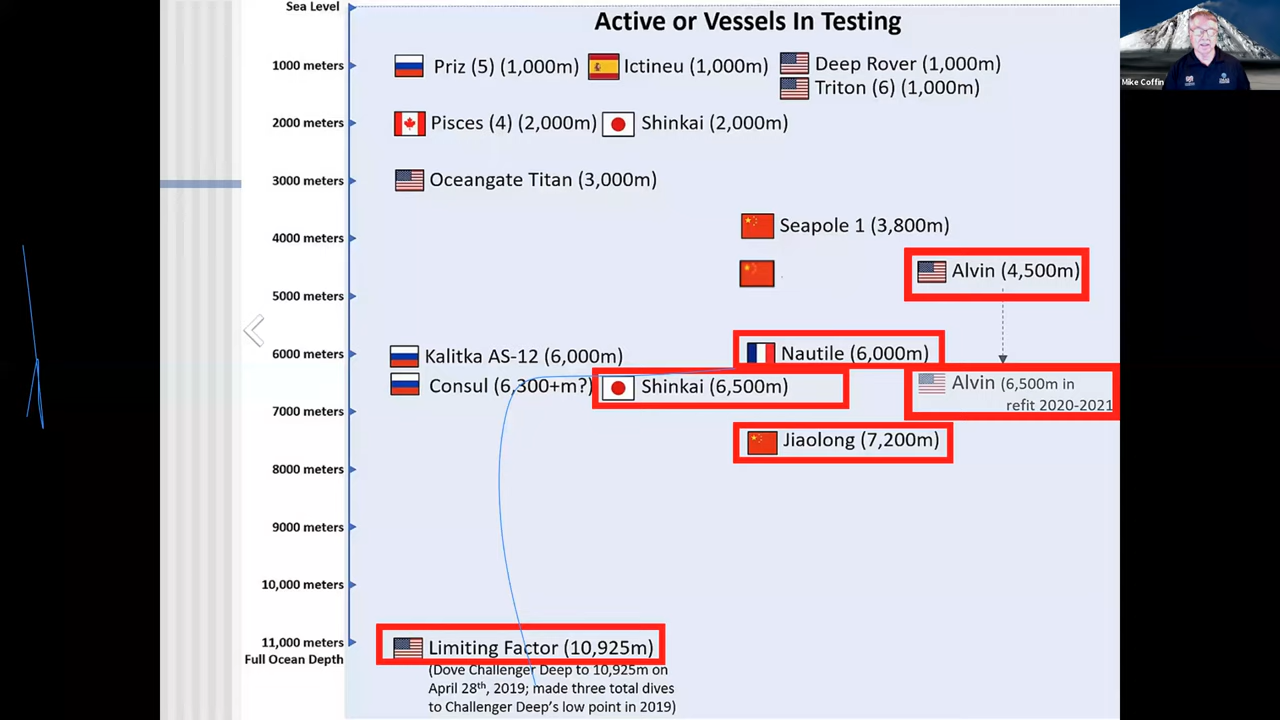 Sea Level
Active or Vessels In Testing
1000 meters
Priz (5) (1,000m)
Ictineu (1,000m)
Deep Rover (1,000m)
Triton (6) (1,000m)
Mike Coffin
2000 meters
Pisces (4) (2,000m)
Shinkai (2,000m)
3000 meters
Oceangate Titan (3,000m)
Seapole 1 (3,800m)
4000 meters
Alvin (4,500m)
5000 meters
6000 meters
Kalitka AS-12 (6,000m)
Nautile (6,000m)
Consul (6,300+m?)
Shinkai (6,500m)
Alvin (6,500m in
refit 2020-2021
7000 meters
Jiaolong (7,200m)
8000 meters
9000 meters
10,000 meters
11,000 meters
Full Ocean Depth
Limiting Factor (10,925m)
(Dove Challenger Deep to 10,925m on
April 28th, 2019; made three total dives
to Challenger Deep’s low point in 2019)